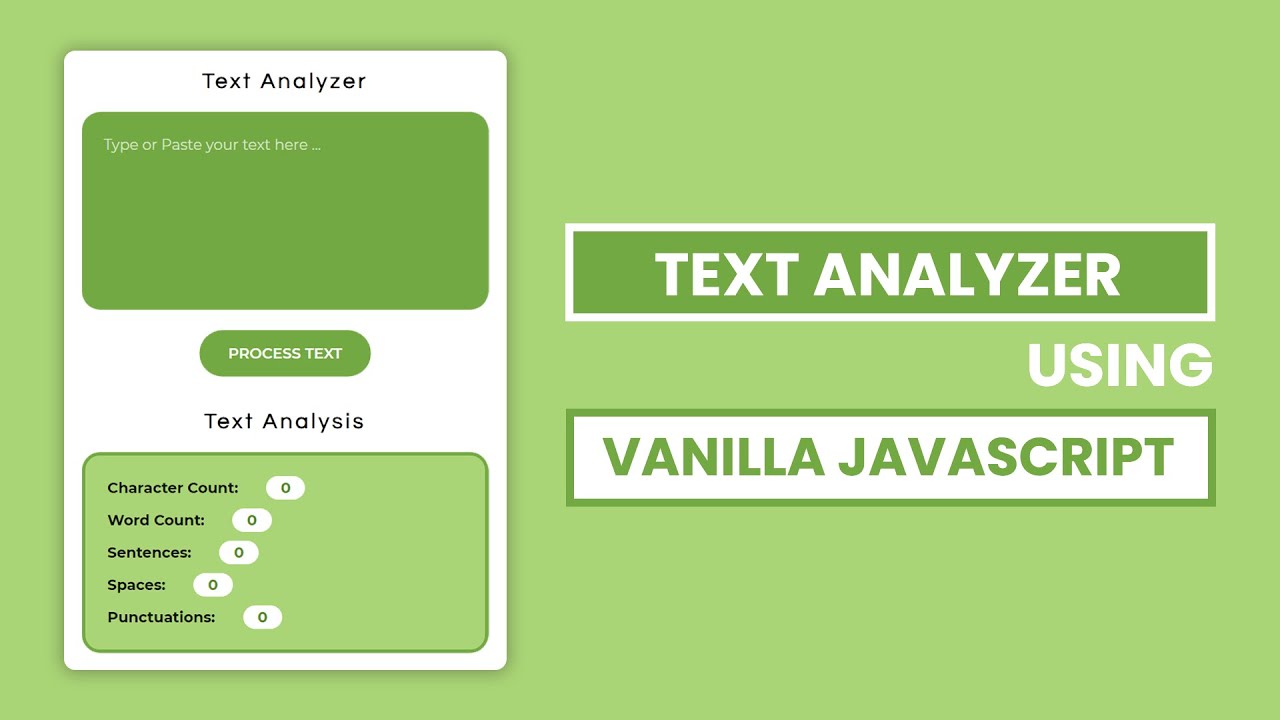 Text Analyzer
Type or Paste your text here ...
PROCESS TEXT
Text Analysis
Character Count: 0
Word Count: 0
Sentences: 0
Spaces: 0
Punctuations: 0
TEXT ANALYZER
USING
VANILLA JAVASCRIPT